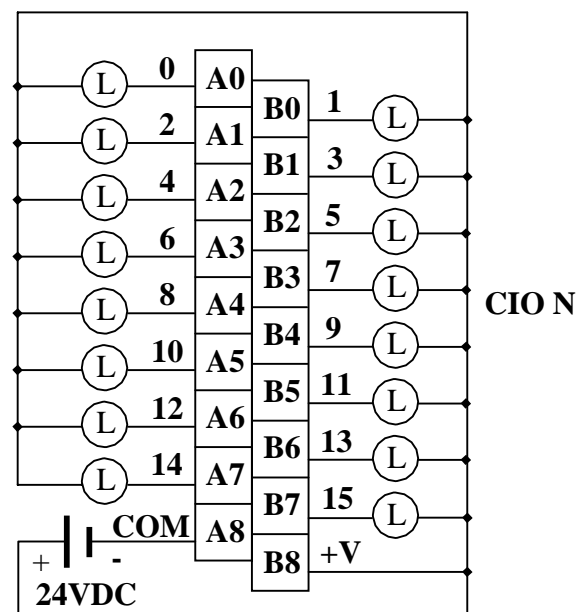 L 0 A0
B0 1 L
L 2 A1
B1 3 L
L 4 A2
B2 5 L
L 6 A3
B3 7 L
CIO N
L 8 A4
B4 9 L
L 10 A5
B5 11 L
L 12 A6
B6 13 L
L 14 A7
B7 15 L
COM A8
+ -
B8 +V
24VDC